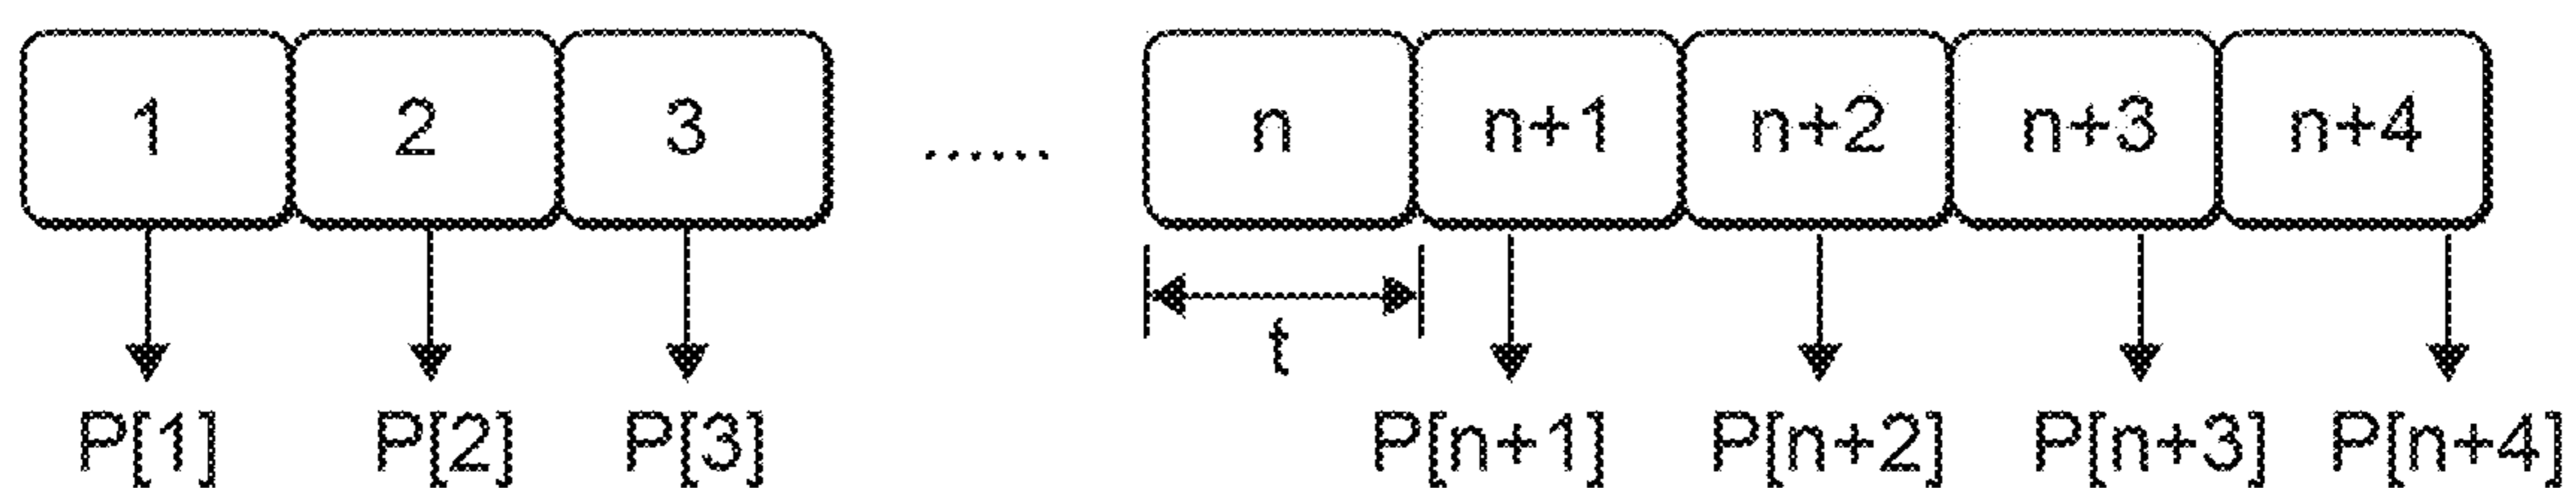 1 2 3 ...... n n+1 n+2 n+3 n+4
t
P[1] P[2] P[3] P[n+1] P[n+2] P[n+3] P[n+4]